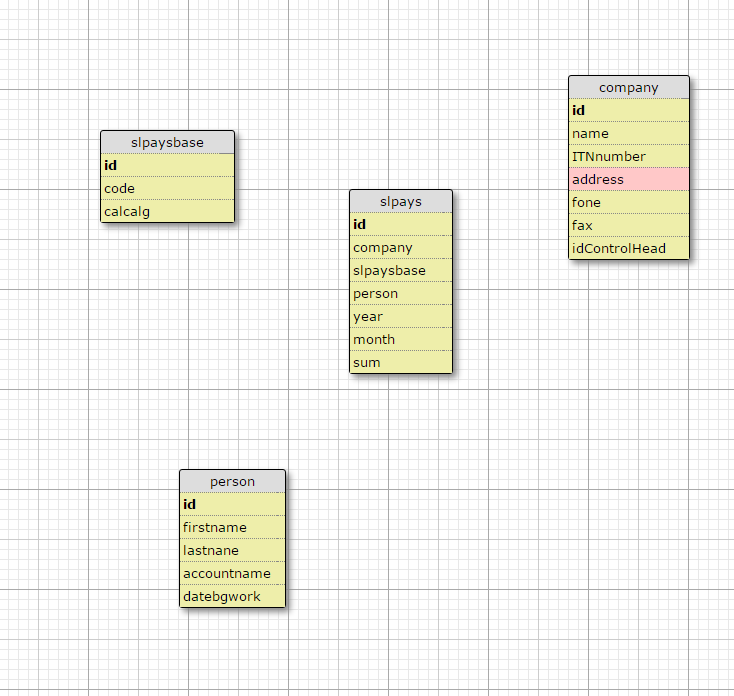 slpaysbase
id
code
calcalg
slpays
id
company
slpaysbase
person
year
month
sum
company
id
name
ITNnumber
address
fone
fax
idControlHead
person
id
firstname
lastnane
accountname
datebgwork